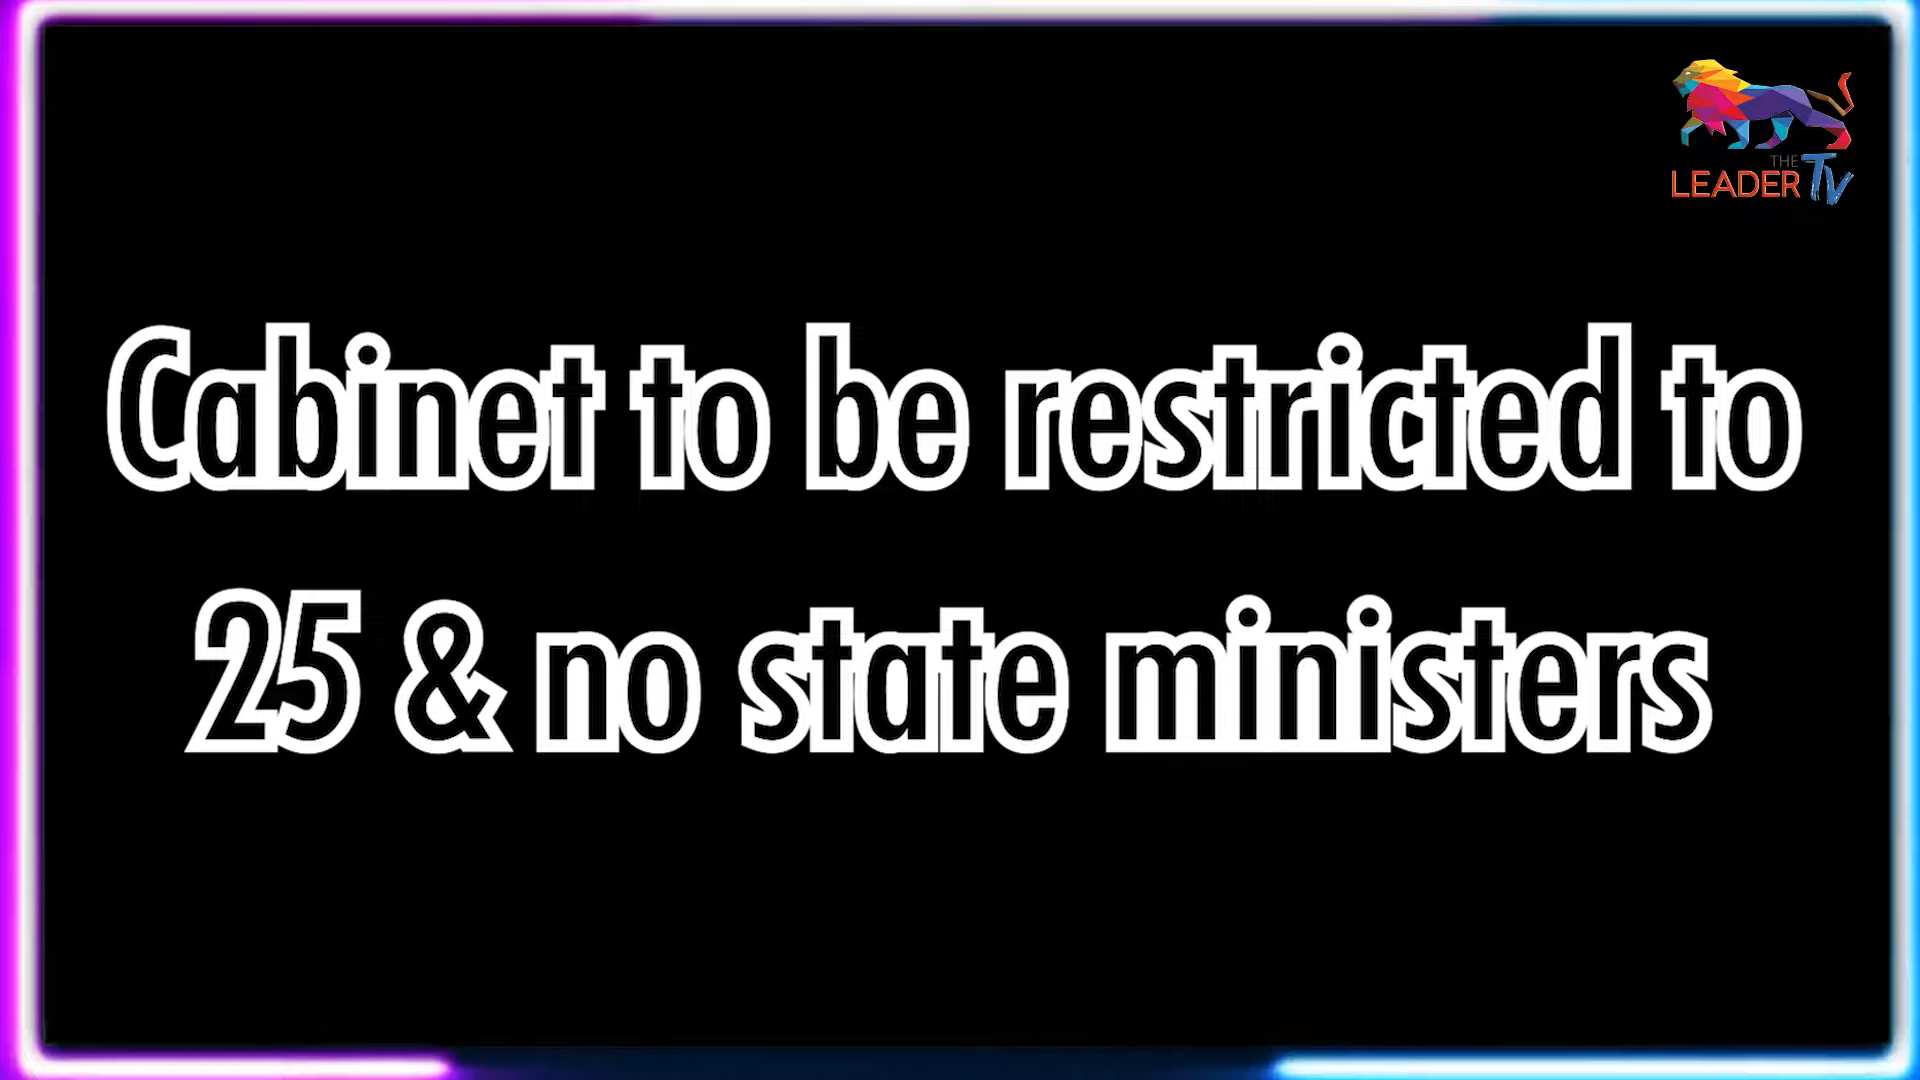 THE
LEADER TV
Cabinet to be restricted to
25 & no state ministers